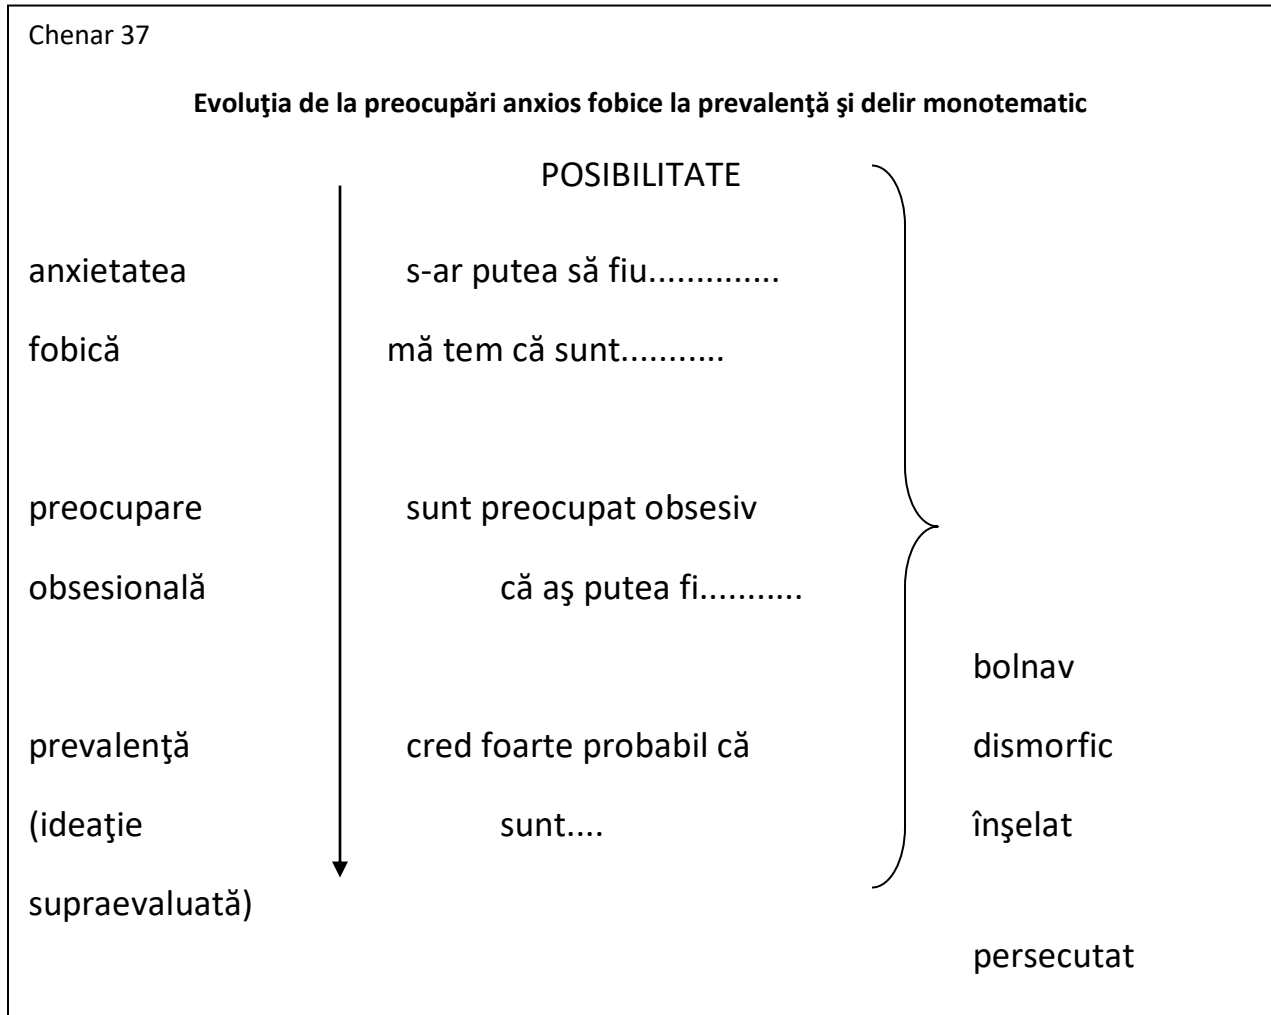 Chenar 37
Evoluţia de la preocupări anxios fobice la prevalenţă şi delir monotematic
POSIBILITATE
anxietatea s-ar putea să fiu..............
fobică mă tem că sunt...........
preocupare sunt preocupat obsesiv
obsesională că aş putea fi...........
bolnav
prevalenţă cred foarte probabil că dismorfic
(ideaţie sunt.... înşelat
supraevaluată)
persecutat